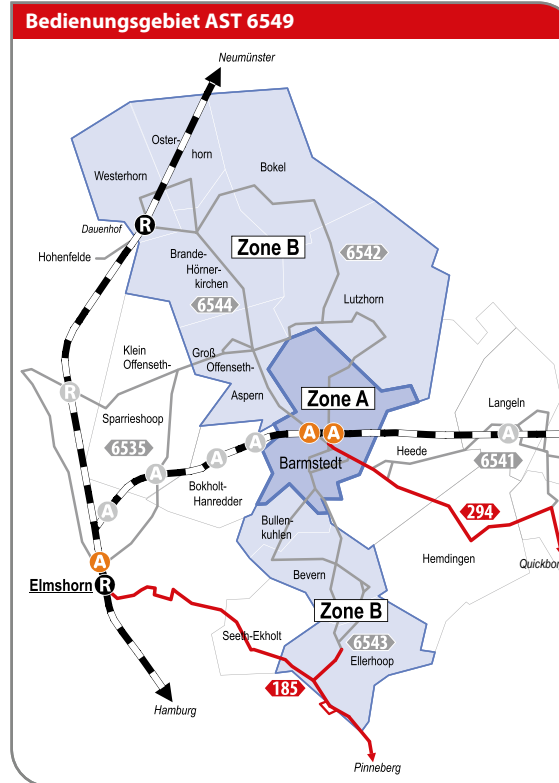 Bedienungsgebiet AST 6549
Neumünster
Oster-
horn
Westerhorn
Bokel
Dauenhof
R
Hohenfelde
Brande-
Hörner-
kirchen
Zone B
6542
6544
Lutzhorn
Klein
Offenseth-
Groß
Offenseth-
Aspern
R
Sparrieshoop
Zone A
Langeln
6535
A
A
A
A
A
A
Heede
6541
Barmstedt
Bokholt-
Hanredder
A
294
Bullen-
kuhlen
Hemdingen
Quickborn
A
Elmshorn
R
Bevern
Zone B
Seeth-Ekholt
6543
Ellerhoop
185
Hamburg
Pinneberg